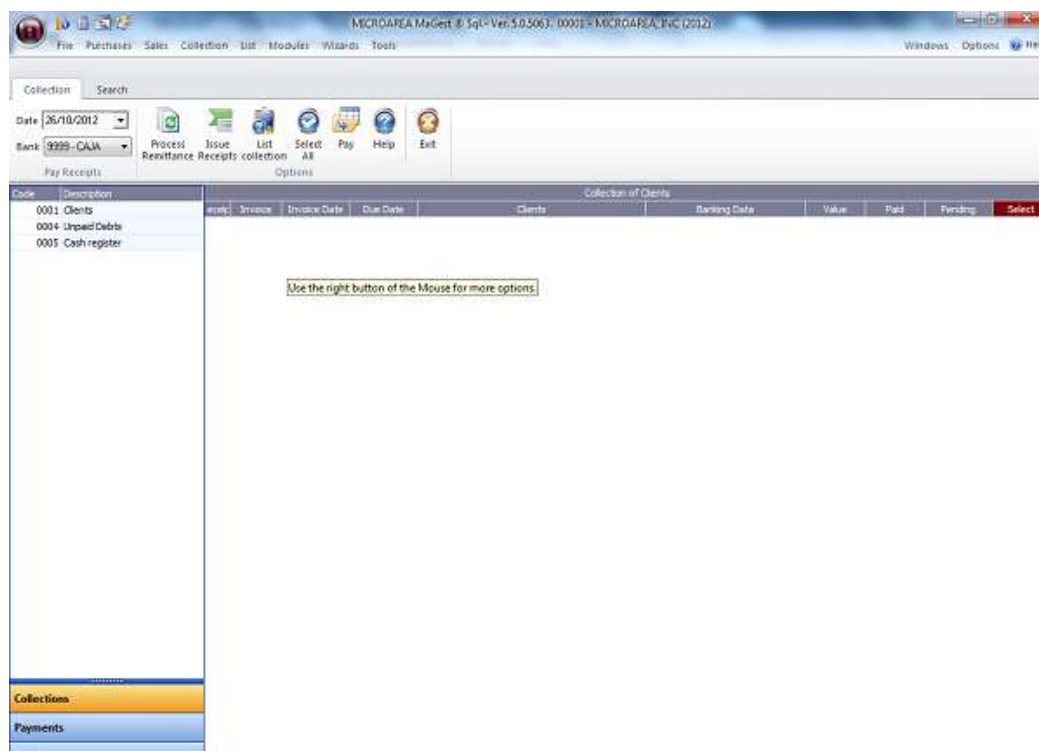 MICROAREA MaGest ® Sql - Ver. 5.0.5063. 00001 - MICROAREA, INC (2012)
File Purchases Sales Collection List Modules Wizards Tools Windows Options He
Collection Search
Date 26/10/2012
Bank 9999 - CAJA
Process Remittance
Issue Receipts
List collection
Select All
Pay
Help
Exit
Pay Receipts
Options
Code Description
0001 Clients
0004 Unpaid Debts
0005 Cash register
Collection of Clients
Invoice Invoice Date Due Date Clients Banking Data Value Paid Pending Select
Use the right button of the Mouse for more options.
Collections
Payments